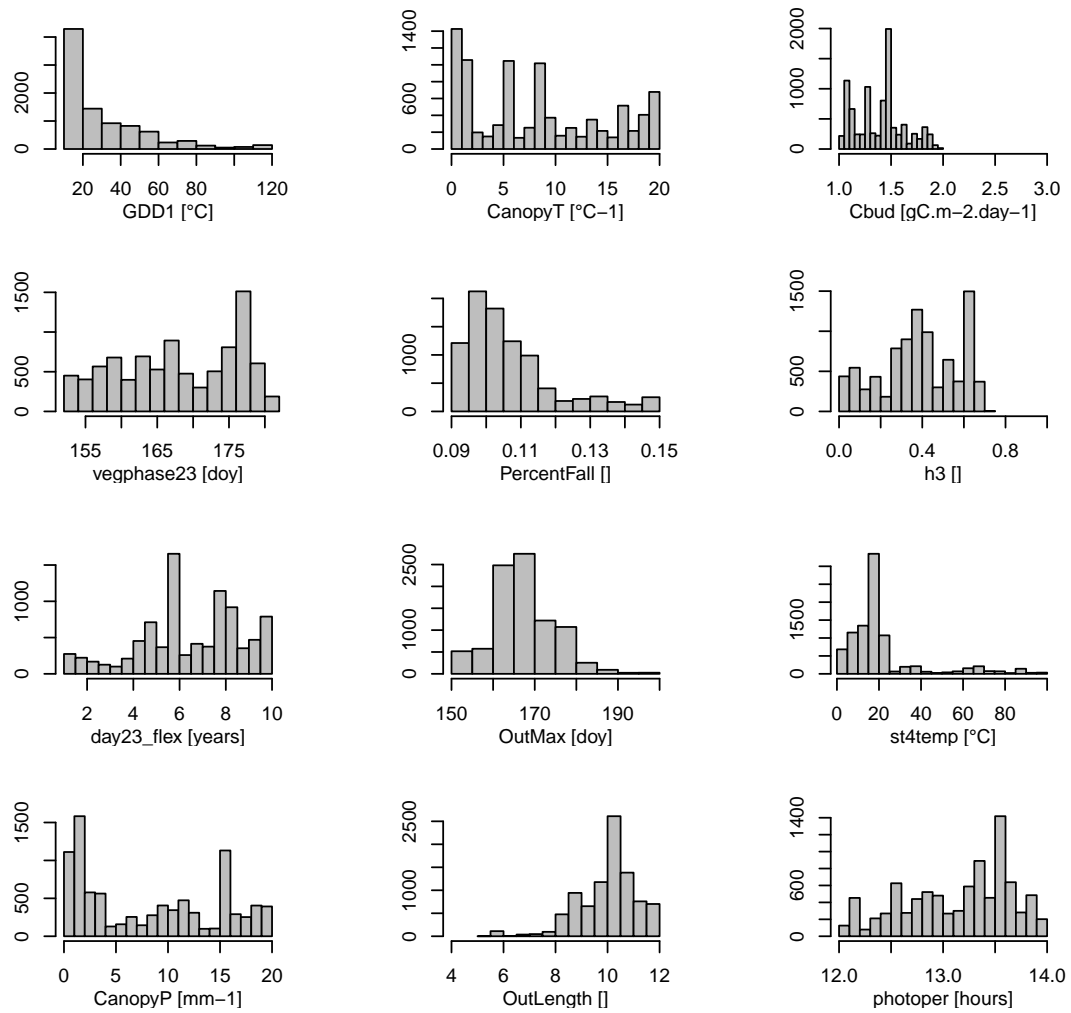 0 2000
20 40 60 80 120
GDD1 [°C]
0 600 1400
0 5 10 15 20
CanopyT [°C−1]
0 1000 2000
1.0 1.5 2.0 2.5 3.0
Cbud [gC.m−2.day−1]
0 500 1500
155 165 175
vegphase23 [doy]
0 1000
0.09 0.11 0.13 0.15
PercentFall []
0 500 1500
0.0 0.4 0.8
h3 []
0 1000
2 4 6 8 10
day23_flex [years]
0 1000 2500
150 170 190
OutMax [doy]
0 1500
0 20 40 60 80
st4temp [°C]
0 500 1500
0 5 10 15 20
CanopyP [mm−1]
0 1000 2500
4 6 8 10 12
OutLength []
0 600 1400
12.0 13.0 14.0
photoper [hours]